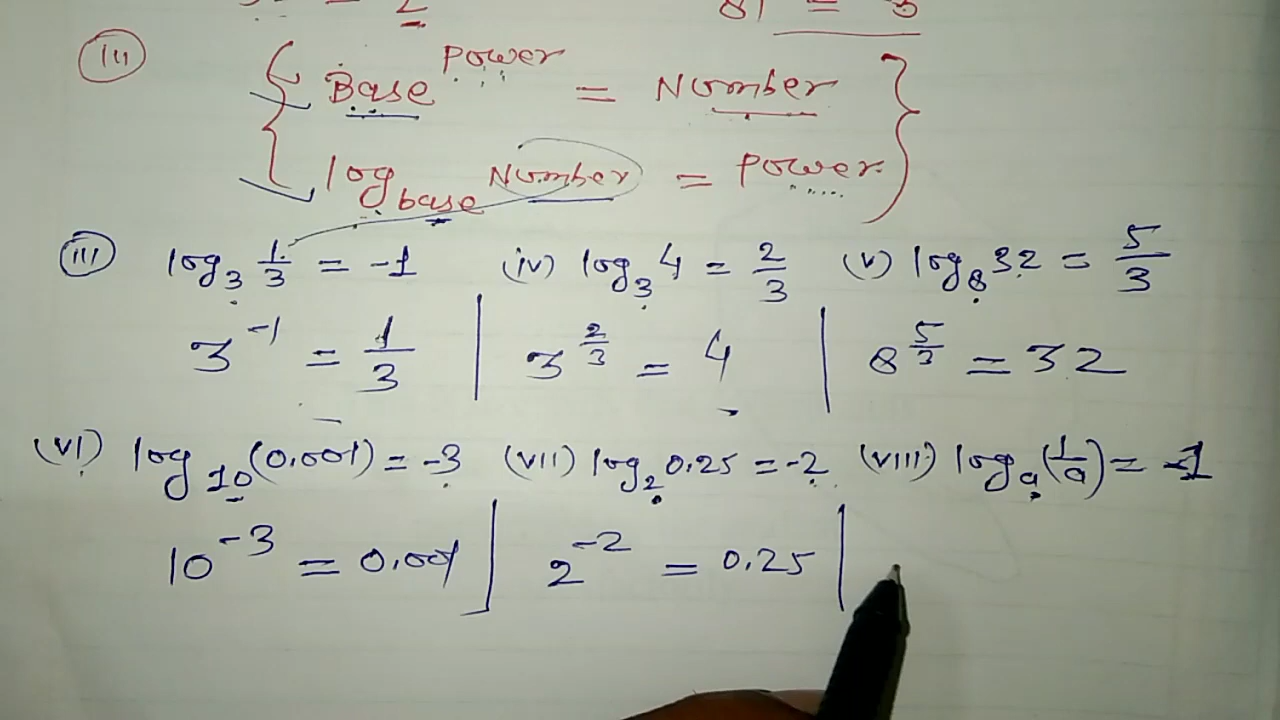 (iii)
Base^Power = Number
log_base Number = Power
(iii) log_3 1/3 = -1 (iv) log_3 4 = 2/3 (v) log_8 32 = 5/3
3^-1 = 1/3 | 3^2/3 = 4 | 8^5/3 = 32
(vi) log_10 (0.001) = -3 (vii) log_2 0.25 = -2 (viii) log_a (1/a) = -1
10^-3 = 0.001 | 2^-2 = 0.25 |